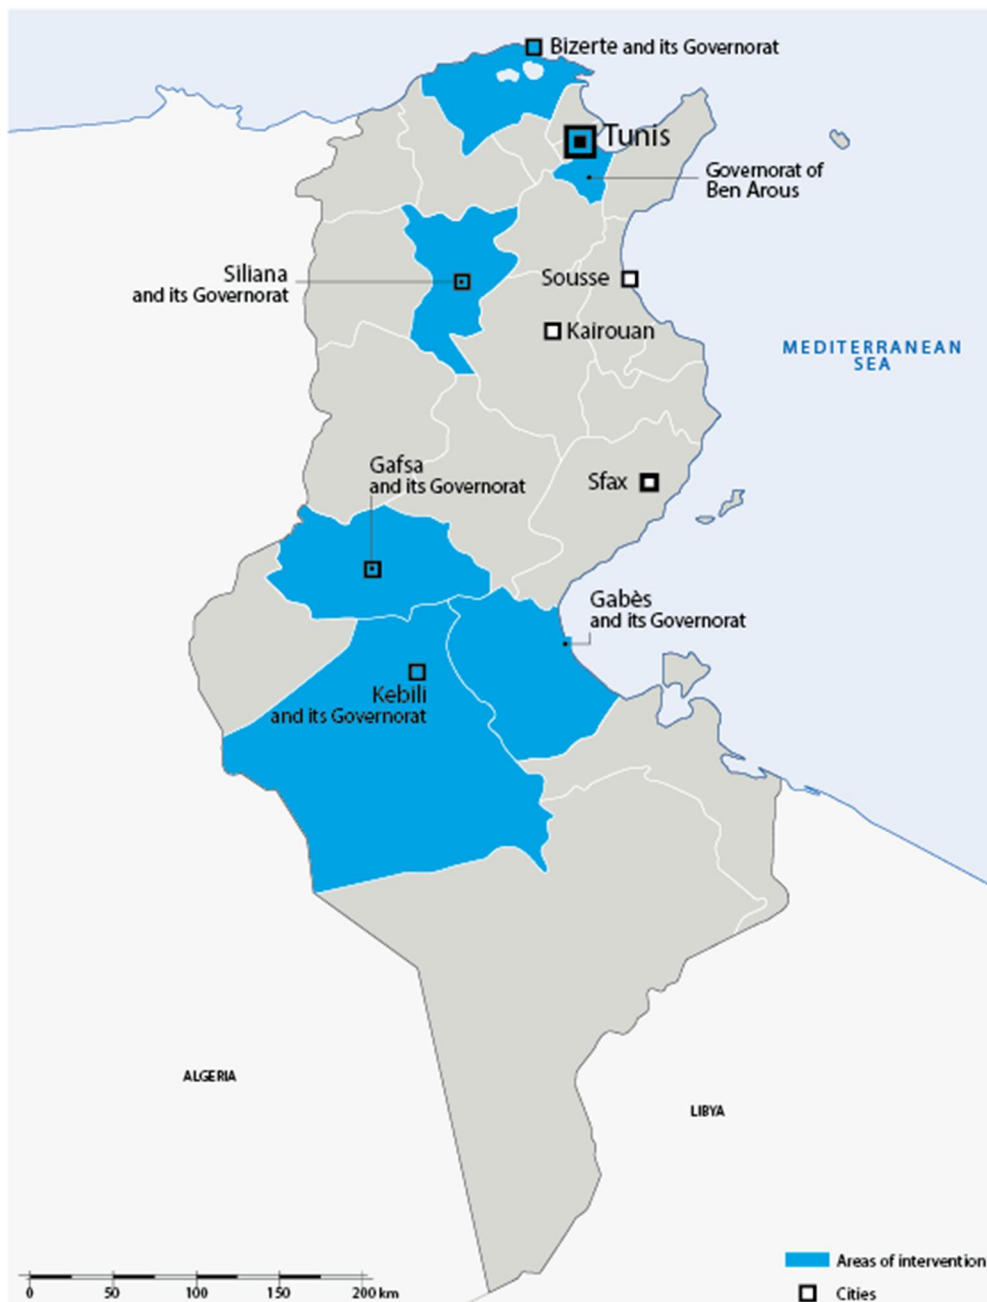 Bizerte and its Governorat
Tunis
Governorat of
Ben Arous
Siliana
and its Governorat
Sousse
Kairouan
MEDITERRANEAN
SEA
Gafsa
and its Governorat
Sfax
Gabès
and its Governorat
Kebili
and its Governorat
ALGERIA
LIBYA
Areas of intervention
0 50 100 150 200 km
Cities